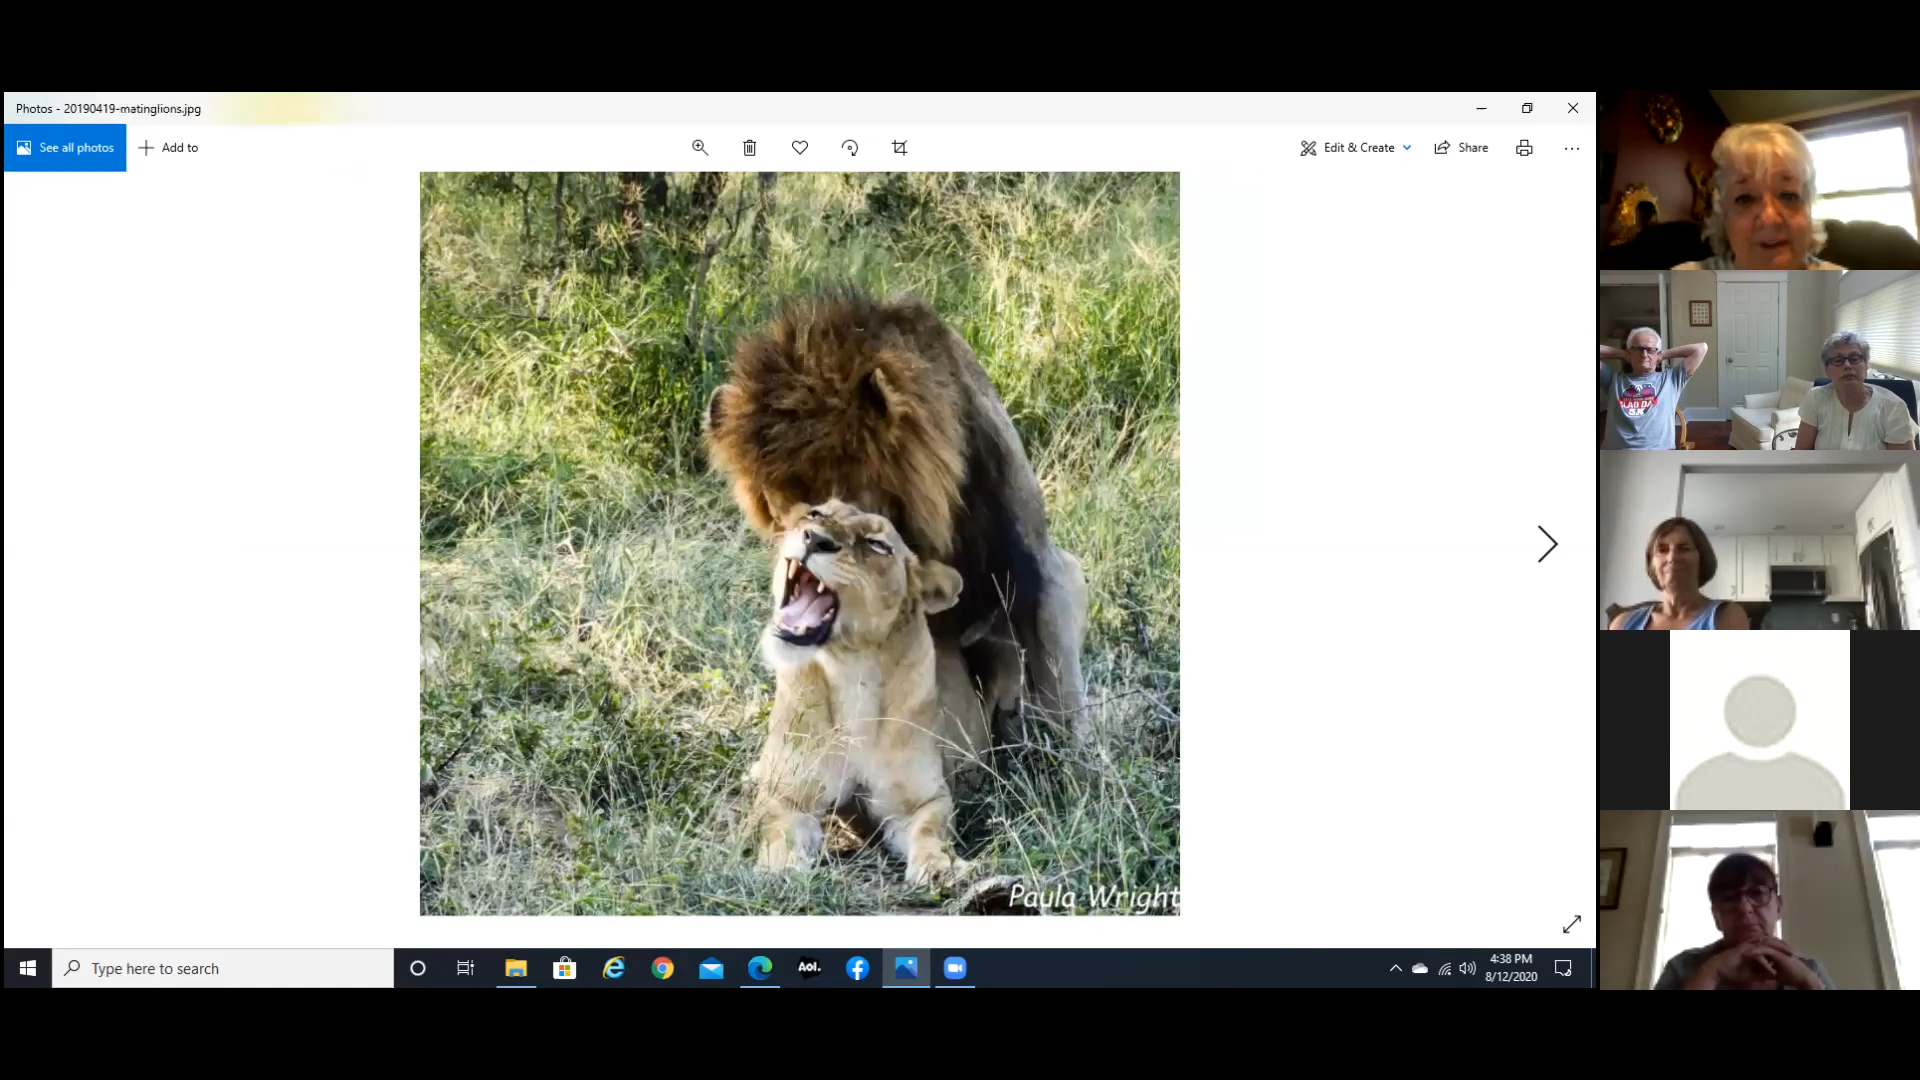 Photos - 20190419-matinglions.jpg
See all photos
Add to
Edit & Create
Share
Paula Wright
Type here to search
Aol.
4:38 PM
8/12/2020